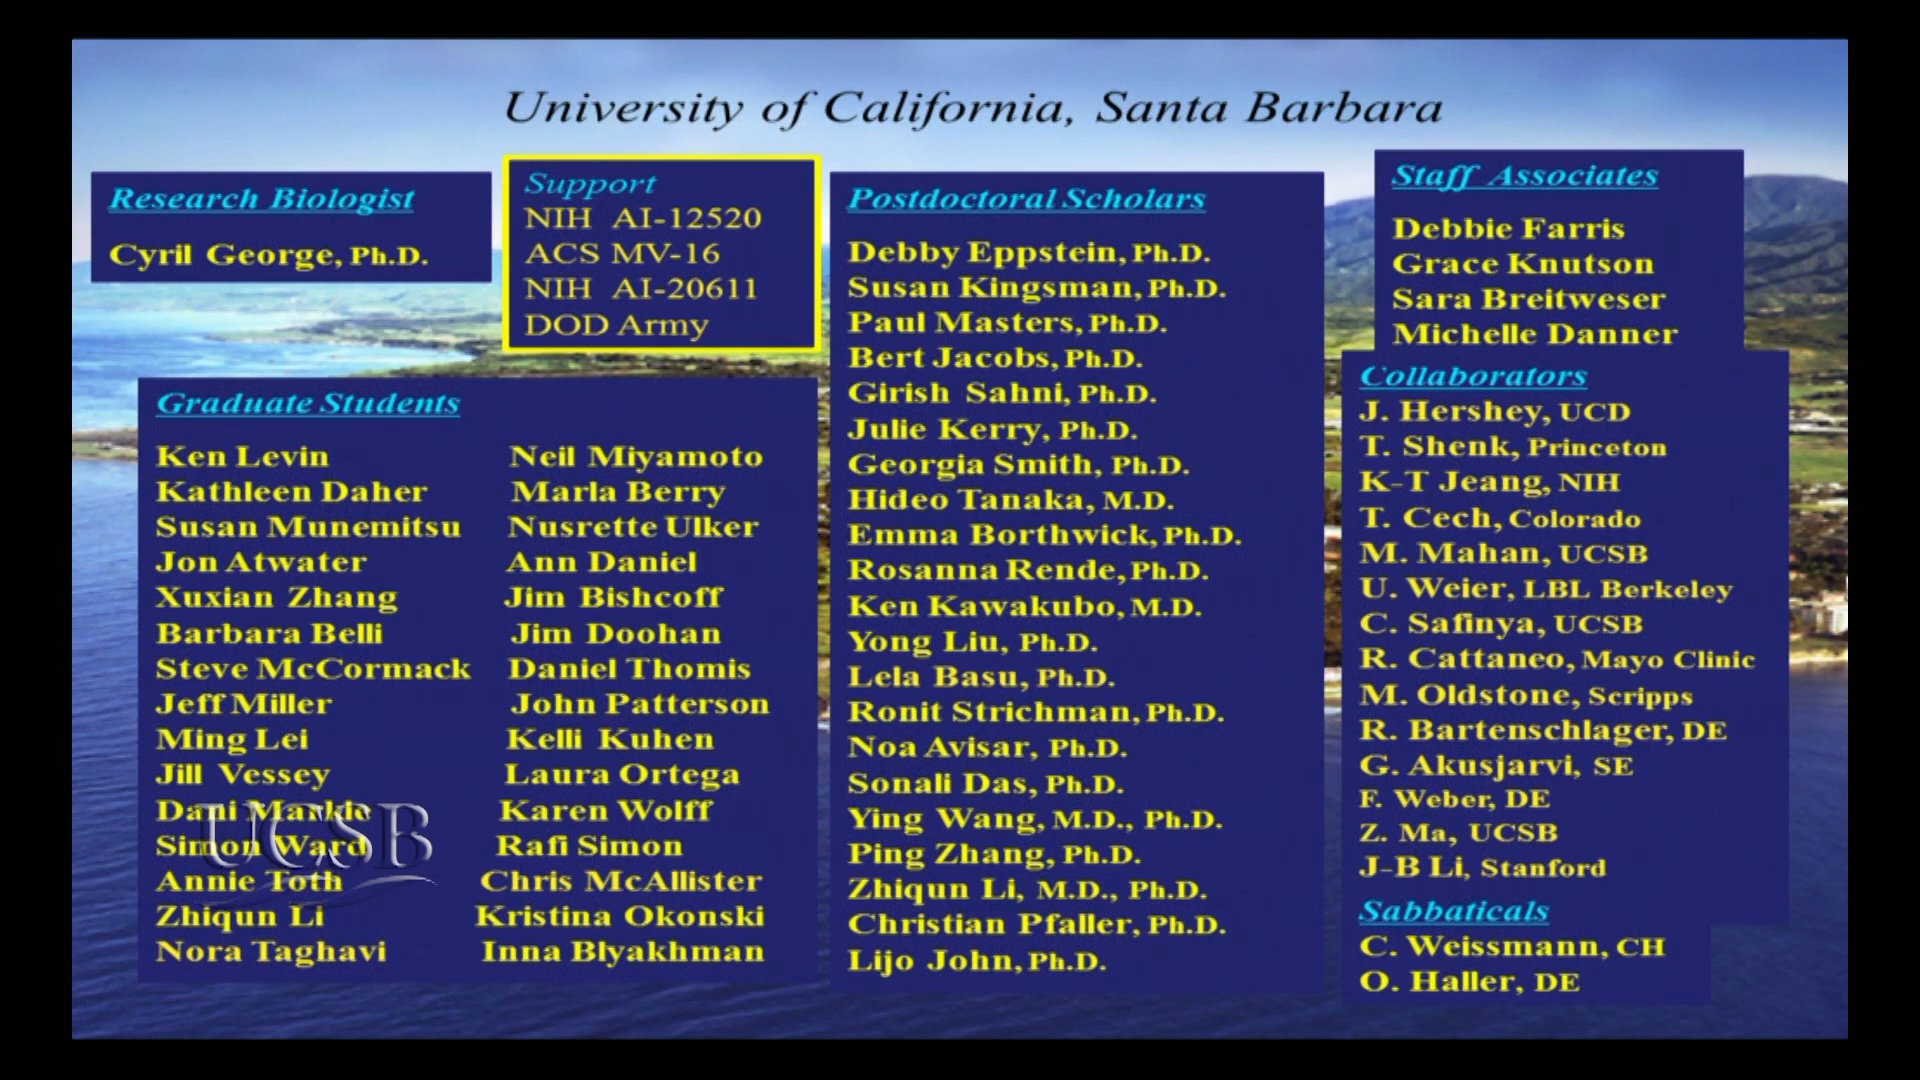 University of California, Santa Barbara
Research Biologist
Cyril George, Ph.D.
Support
NIH AI-12520
ACS MV-16
NIH AI-20611
DOD Army
Graduate Students
Ken Levin
Kathleen Daher
Susan Munemitsu
Jon Atwater
Xuxian Zhang
Barbara Belli
Steve McCormack
Jeff Miller
Ming Lei
Jill Vessey
Dani
Simon Ward
Annie Toth
Zhiqun Li
Nora Taghavi
Neil Miyamoto
Marla Berry
Nusrette Ulker
Ann Daniel
Jim Bishcoff
Jim Doohan
Daniel Thomis
John Patterson
Kelli Kuhen
Laura Ortega
Karen Wolff
Rafi Simon
Chris McAllister
Kristina Okonski
Inna Blyakhman
UCSB
Postdoctoral Scholars
Debby Eppstein, Ph.D.
Susan Kingsman, Ph.D.
Paul Masters, Ph.D.
Bert Jacobs, Ph.D.
Girish Sahni, Ph.D.
Julie Kerry, Ph.D.
Georgia Smith, Ph.D.
Hideo Tanaka, M.D.
Emma Borthwick, Ph.D.
Rosanna Rende, Ph.D.
Ken Kawakubo, M.D.
Yong Liu, Ph.D.
Lela Basu, Ph.D.
Ronit Strichman, Ph.D.
Noa Avisar, Ph.D.
Sonali Das, Ph.D.
Ying Wang, M.D., Ph.D.
Ping Zhang, Ph.D.
Zhiqun Li, M.D., Ph.D.
Christian Pfaller, Ph.D.
Lijo John, Ph.D.
Staff Associates
Debbie Farris
Grace Knutson
Sara Breitweser
Michelle Danner
Collaborators
J. Hershey, UCD
T. Shenk, Princeton
K-T Jeang, NIH
T. Cech, Colorado
M. Mahan, UCSB
U. Weier, LBL Berkeley
C. Safinya, UCSB
R. Cattaneo, Mayo Clinic
M. Oldstone, Scripps
R. Bartenschlager, DE
G. Akusjarvi, SE
F. Weber, DE
Z. Ma, UCSB
J-B Li, Stanford
Sabbaticals
C. Weissmann, CH
O. Haller, DE